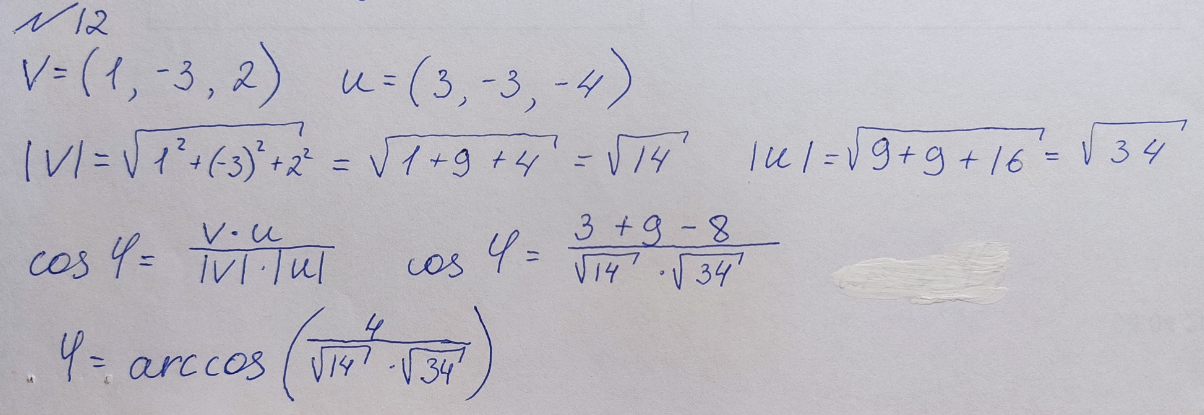 №12
V=(1, -3, 2) u=(3, -3, -4)
|V|=√(1²+(-3)²+2²) = √(1+9+4) = √14 |u|=√(9+9+16) = √34
cos φ= V·u/(|V|·|u|) cos φ= (3+9-8)/(√14·√34)
φ= arccos (4/(√14·√34))